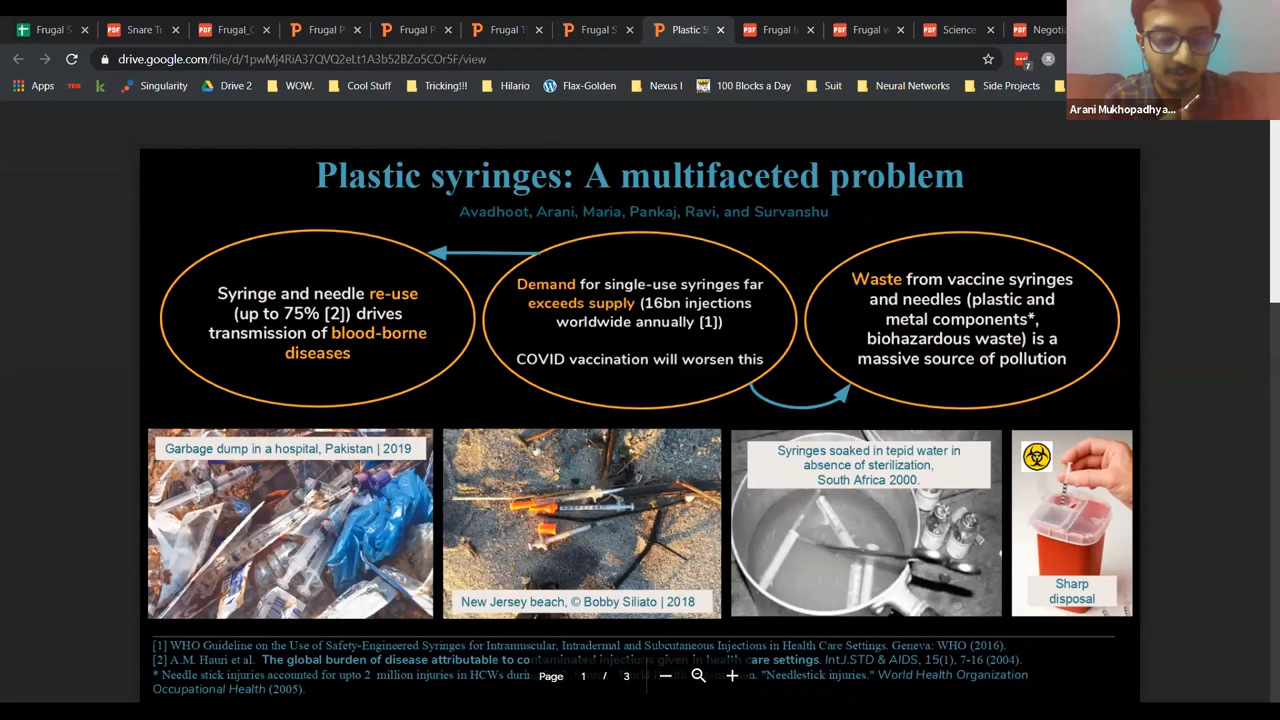 Frugal S
Snare Tr
Frugal_C
Frugal P
Frugal P
Frugal T
Frugal S
Plastic S
Frugal
Frugal w
Science
Negoti
drive.google.com/file/d/1pwMj4RiA37QVQ2eLt1A3b52BZo5COr5F/view
7
Apps
TED
k
Singularity
Drive 2
WOW.
Cool Stuff
Tricking!!!
Hilario
Flax-Golden
Nexus I
100 Blocks a Day
Suit
Neural Networks
Side Projects
Arani Mukhopadhya...
Plastic syringes: A multifaceted problem
Avadhoot, Arani, Maria, Pankaj, Ravi, and Survanshu
Syringe and needle re-use
(up to 75% [2]) drives
transmission of blood-borne
diseases
Demand for single-use syringes far
exceeds supply (16bn injections
worldwide annually [1])
COVID vaccination will worsen this
Waste from vaccine syringes
and needles (plastic and
metal components*,
biohazardous waste) is a
massive source of pollution
Garbage dump in a hospital, Pakistan | 2019
New Jersey beach, © Bobby Siliato | 2018
Syringes soaked in tepid water in
absence of sterilization,
South Africa 2000.
Sharp
disposal
[1] WHO Guideline on the Use of Safety-Engineered Syringes for Intramuscular, Intradermal and Subcutaneous Injections in Health Care Settings. Geneva: WHO (2016).
[2] A.M. Hauri et al. The global burden of disease attributable to contaminated injections given in health care settings. Int.J.STD & AIDS, 15(1), 7-16 (2004).
* Needle stick injuries accounted for upto 2 million injuries in HCWs "Needlestick injuries." World Health Organization
Occupational Health (2005).
Page 1 / 3